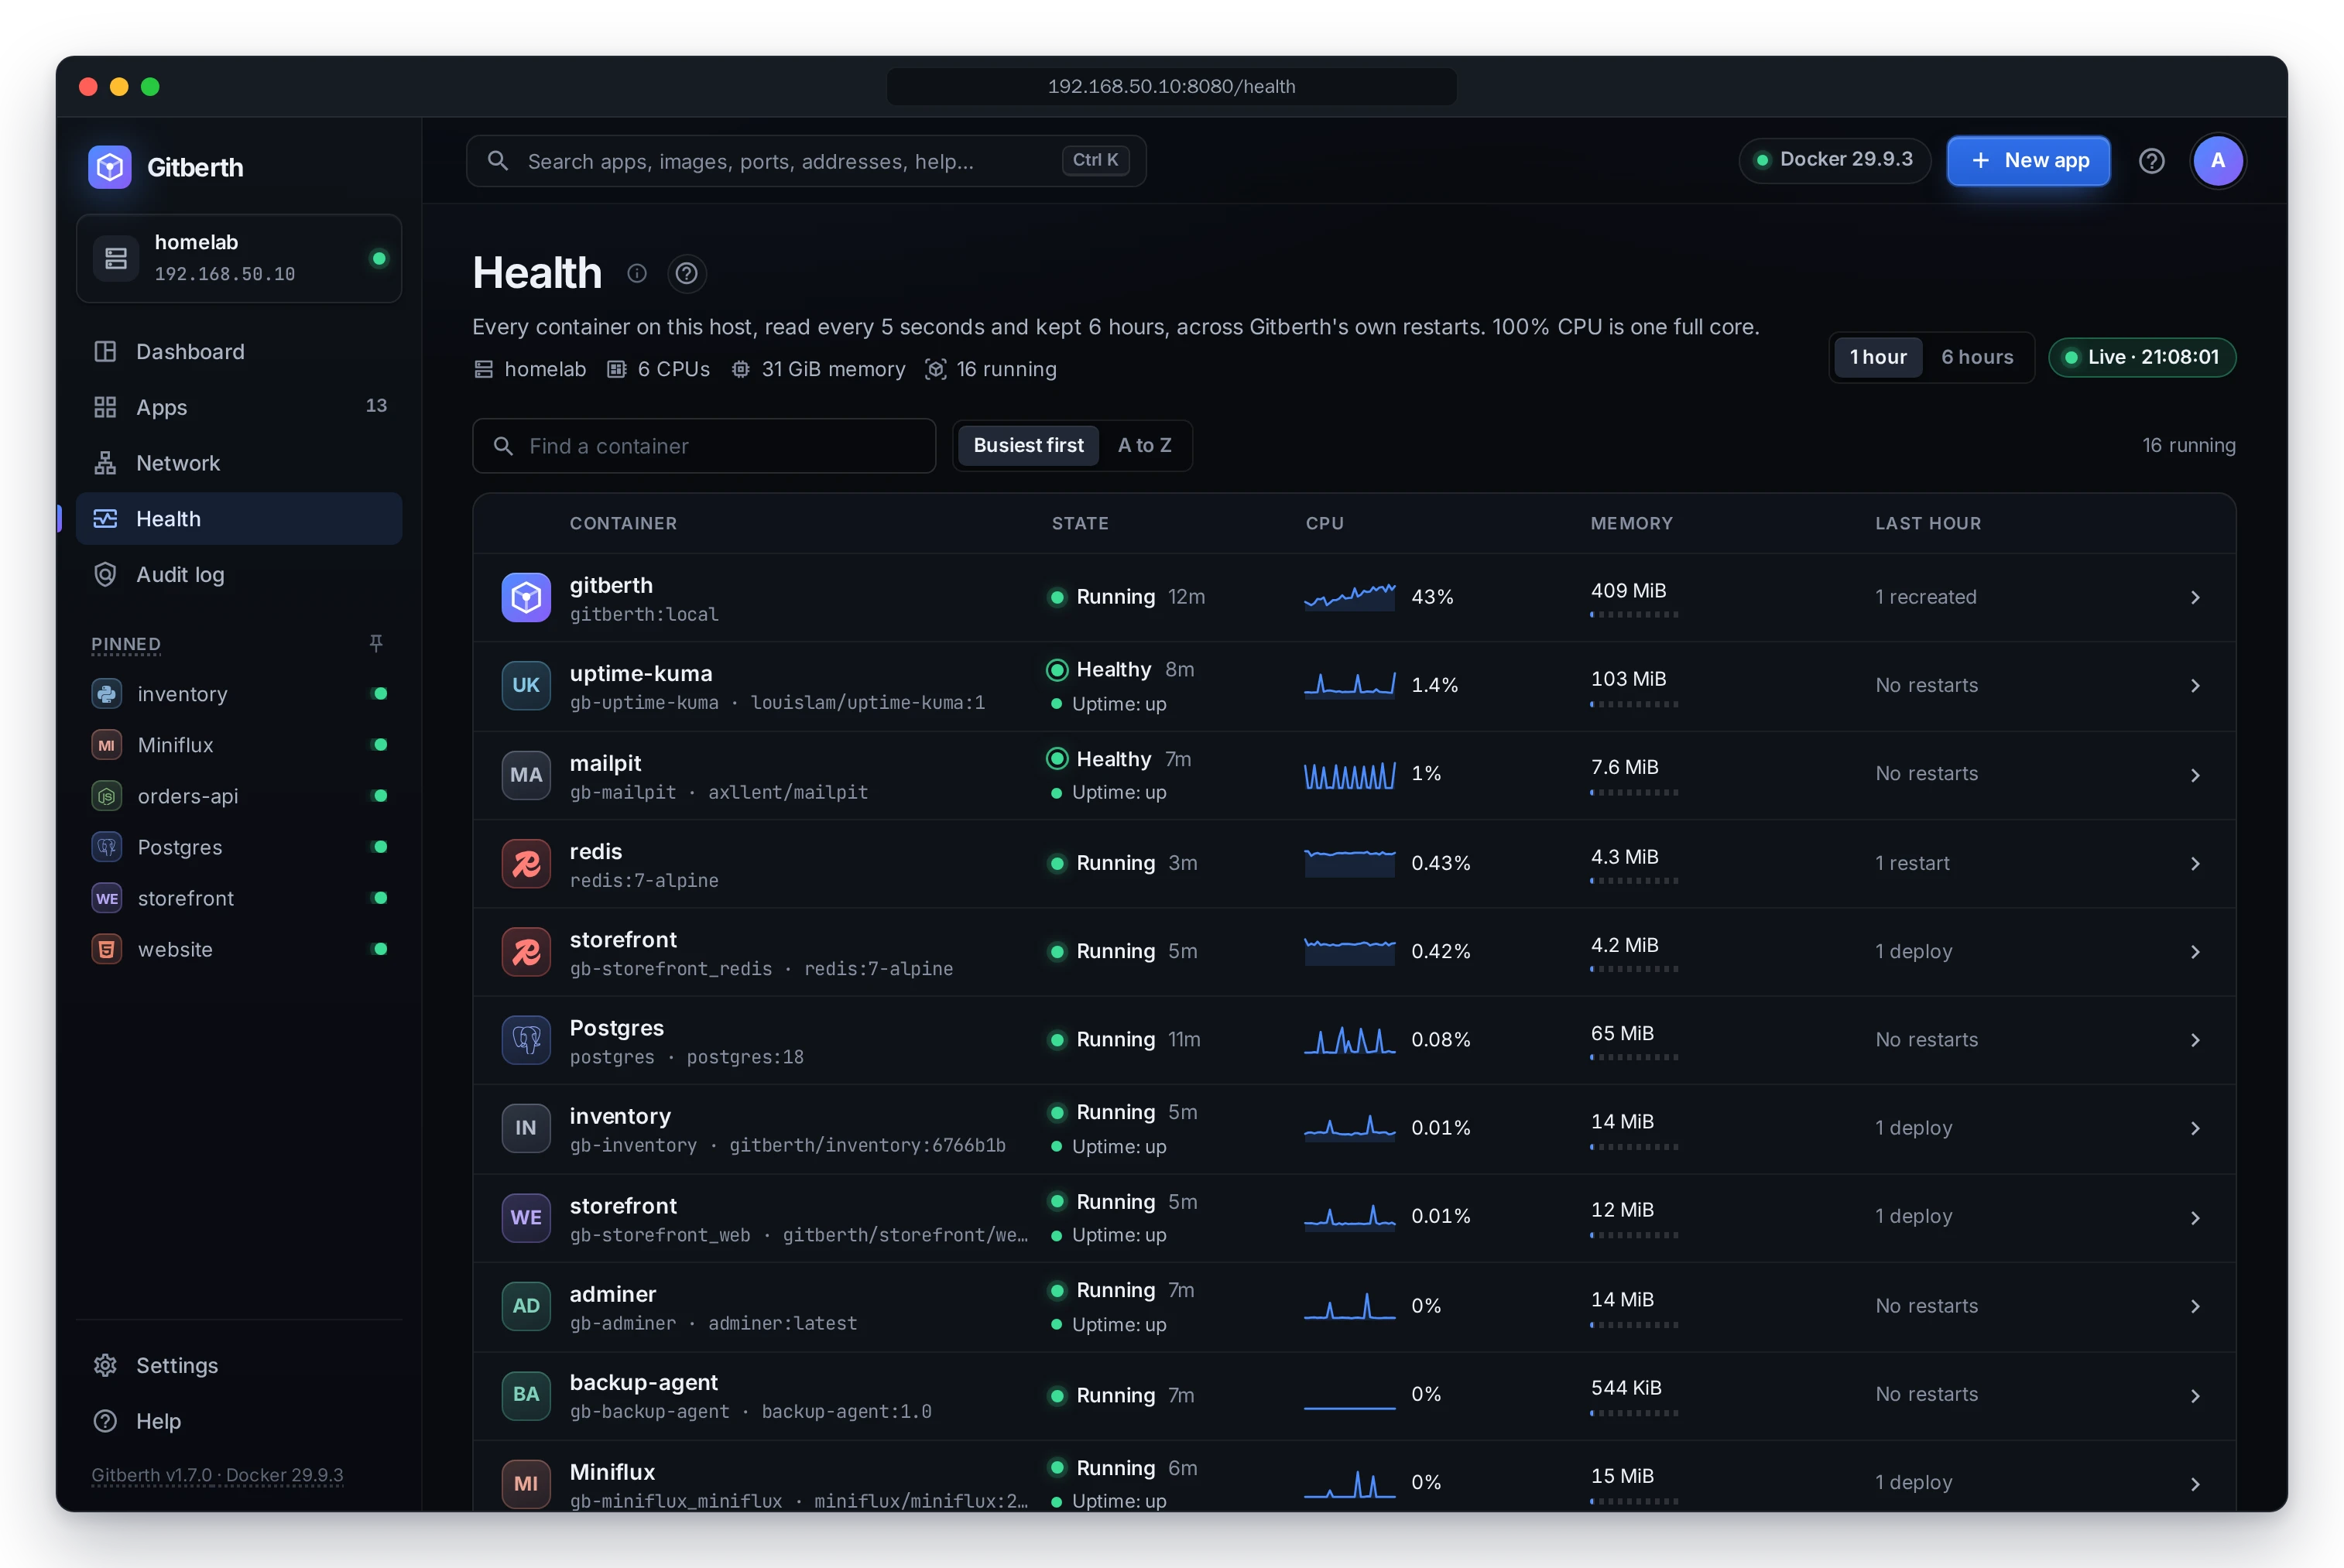 192.168.50.10:8080/health
Gitberth
Search apps, images, ports, addresses, help...
Ctrl K
Docker 29.9.3
New app
A
homelab
192.168.50.10
Dashboard
Apps 13
Network
Health
Audit log
PINNED
inventory
MI Miniflux
orders-api
Postgres
WE storefront
website
Settings
Help
Gitberth v1.7.0 · Docker 29.9.3
Health
Every container on this host, read every 5 seconds and kept 6 hours, across Gitberth's own restarts. 100% CPU is one full core.
homelab 6 CPUs 31 GiB memory 16 running
1 hour 6 hours
Live · 21:08:01
Find a container
Busiest first A to Z
16 running
CONTAINER STATE CPU MEMORY LAST HOUR
gitberth
gitberth:local
Running 12m
43%
409 MiB
1 recreated
UK
uptime-kuma
gb-uptime-kuma · louislam/uptime-kuma:1
Healthy 8m
Uptime: up
1.4%
103 MiB
No restarts
MA
mailpit
gb-mailpit · axllent/mailpit
Healthy 7m
Uptime: up
1%
7.6 MiB
No restarts
redis
redis:7-alpine
Running 3m
0.43%
4.3 MiB
1 restart
storefront
gb-storefront_redis · redis:7-alpine
Running 5m
0.42%
4.2 MiB
1 deploy
Postgres
postgres · postgres:18
Running 11m
0.08%
65 MiB
No restarts
IN
inventory
gb-inventory · gitberth/inventory:6766b1b
Running 5m
Uptime: up
0.01%
14 MiB
1 deploy
WE
storefront
gb-storefront_web · gitberth/storefront/we…
Running 5m
Uptime: up
0.01%
12 MiB
1 deploy
AD
adminer
gb-adminer · adminer:latest
Running 7m
Uptime: up
0%
14 MiB
No restarts
BA
backup-agent
gb-backup-agent · backup-agent:1.0
Running 7m
0%
544 KiB
No restarts
MI
Miniflux
gb-miniflux_miniflux · miniflux/miniflux:2…
Running 6m
Uptime: up
0%
15 MiB
1 deploy